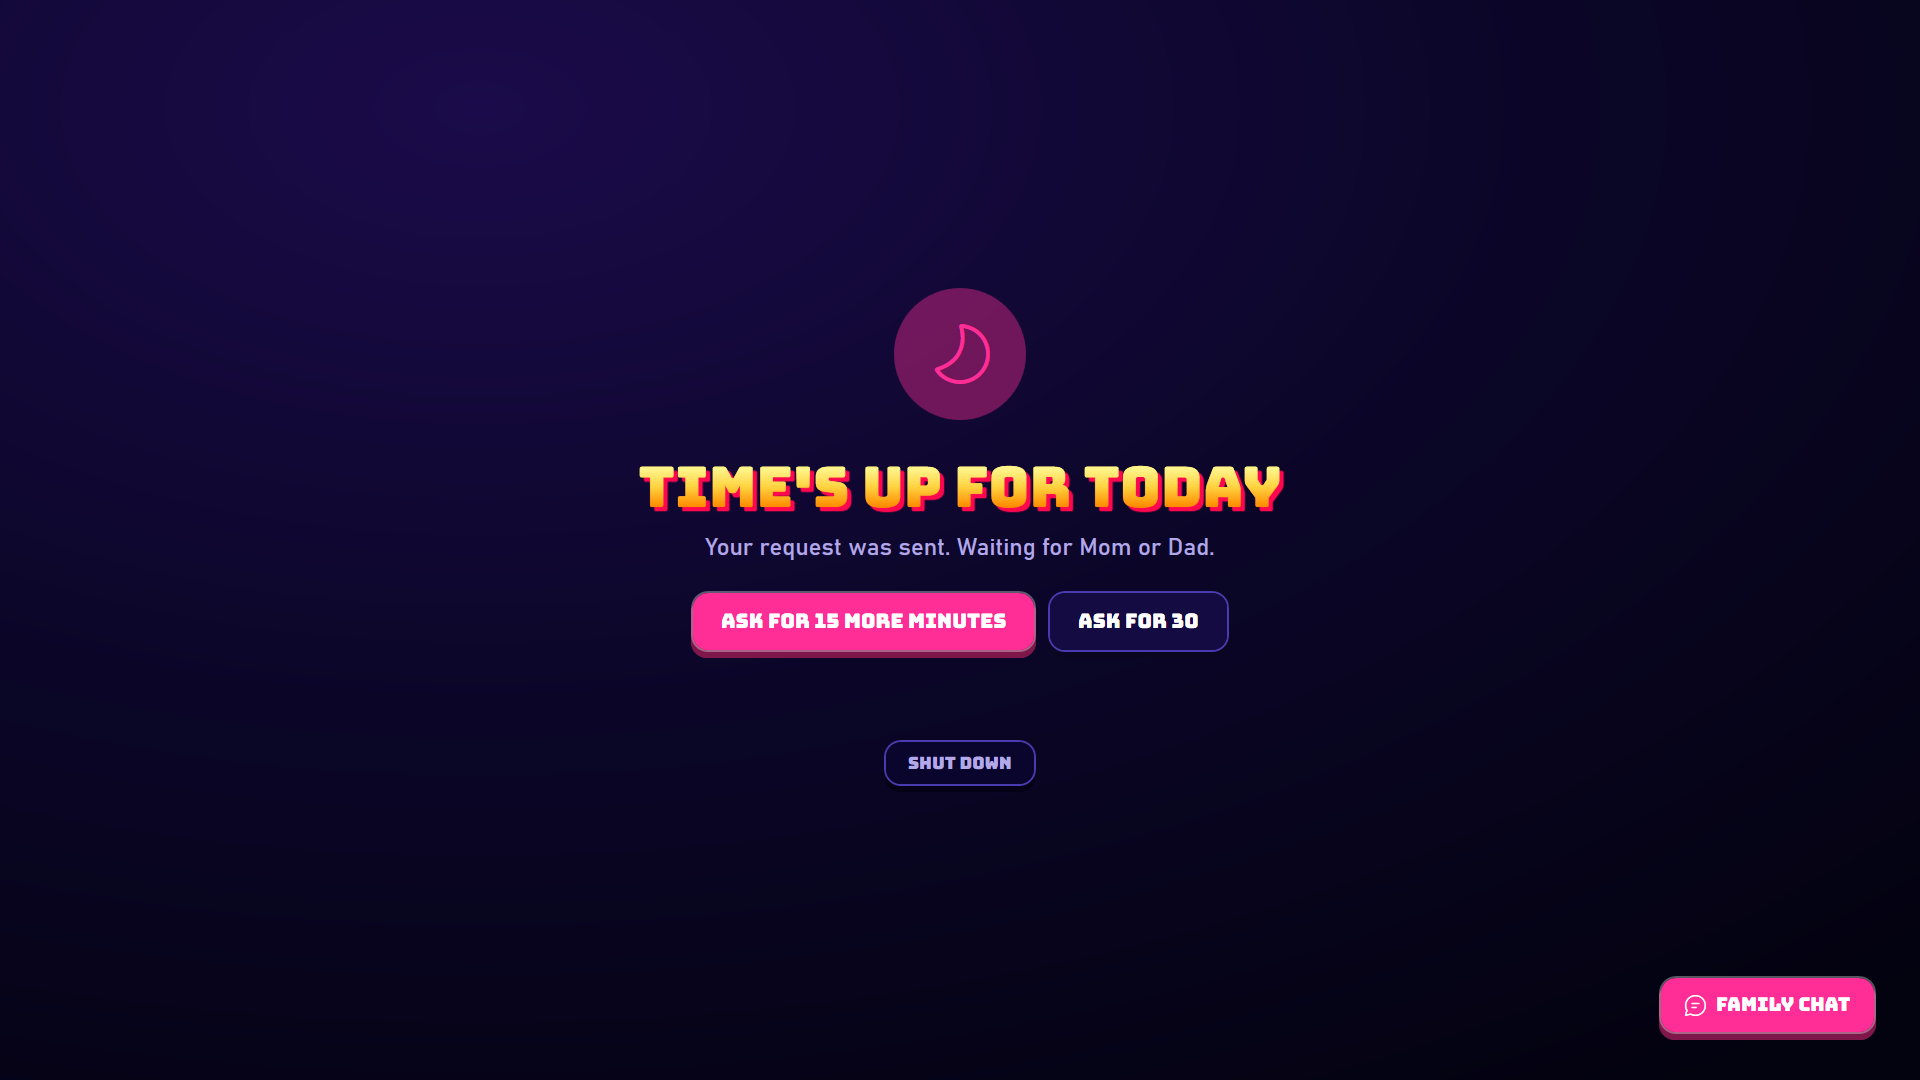 TIME'S UP FOR TODAY
Your request was sent. Waiting for Mom or Dad.
ASK FOR 15 MORE MINUTES
ASK FOR 30
SHUT DOWN
FAMILY CHAT